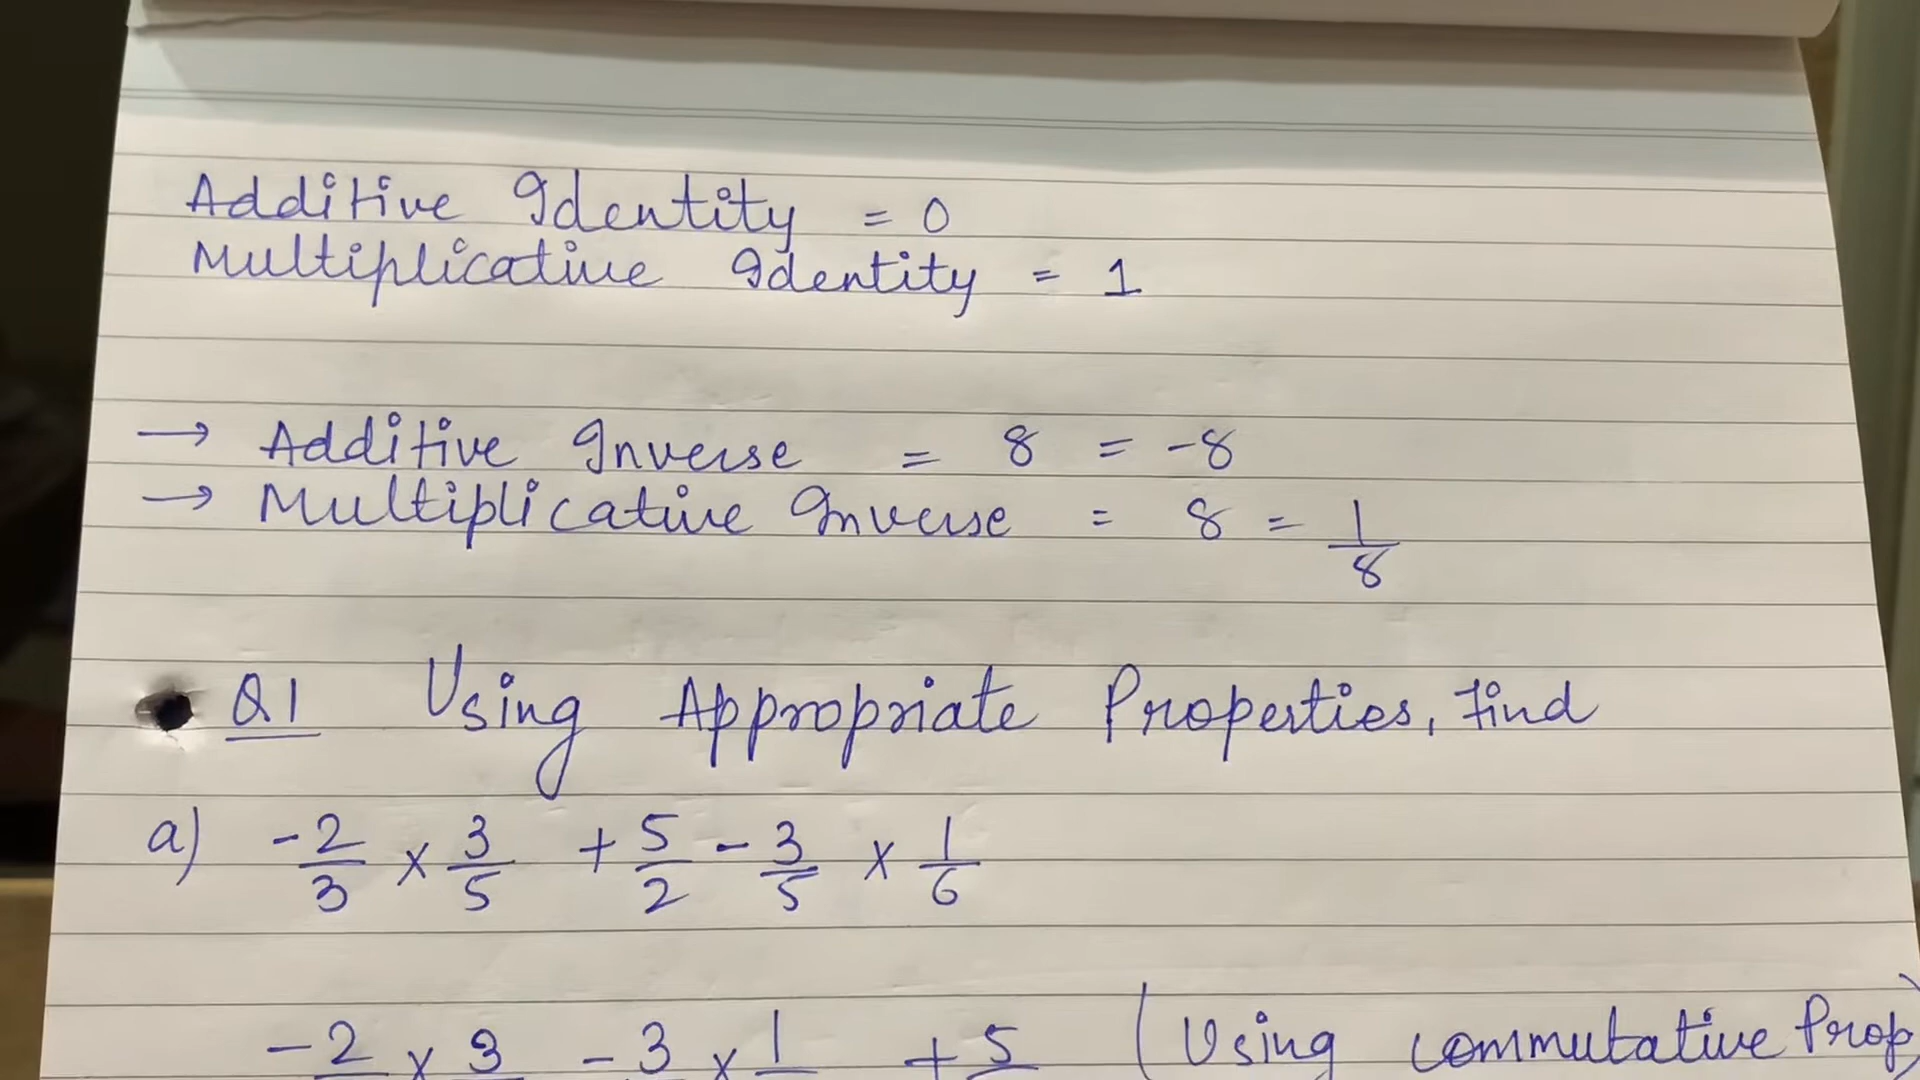 Additive Identity = 0
Multiplicative Identity = 1
→ Additive Inverse = 8 = -8
→ Multiplicative Inverse = 8 = 1/8
Q1 Using Appropriate Properties, find
a) -2/3 × 3/5 + 5/2 - 3/5 × 1/6
-2 × 3 - 3 × 1 + 5 (Using commutative Prop)